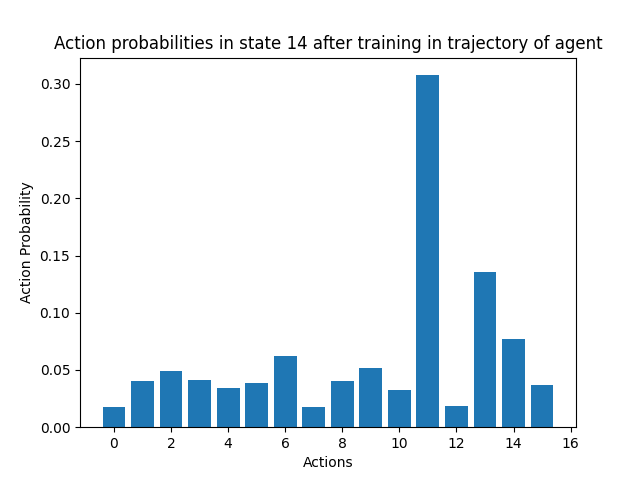 Action probabilities in state 14 after training in trajectory of agent
0.30
0.25
0.20
0.15
0.10
0.05
0.00
Action Probability
0 2 4 6 8 10 12 14 16
Actions